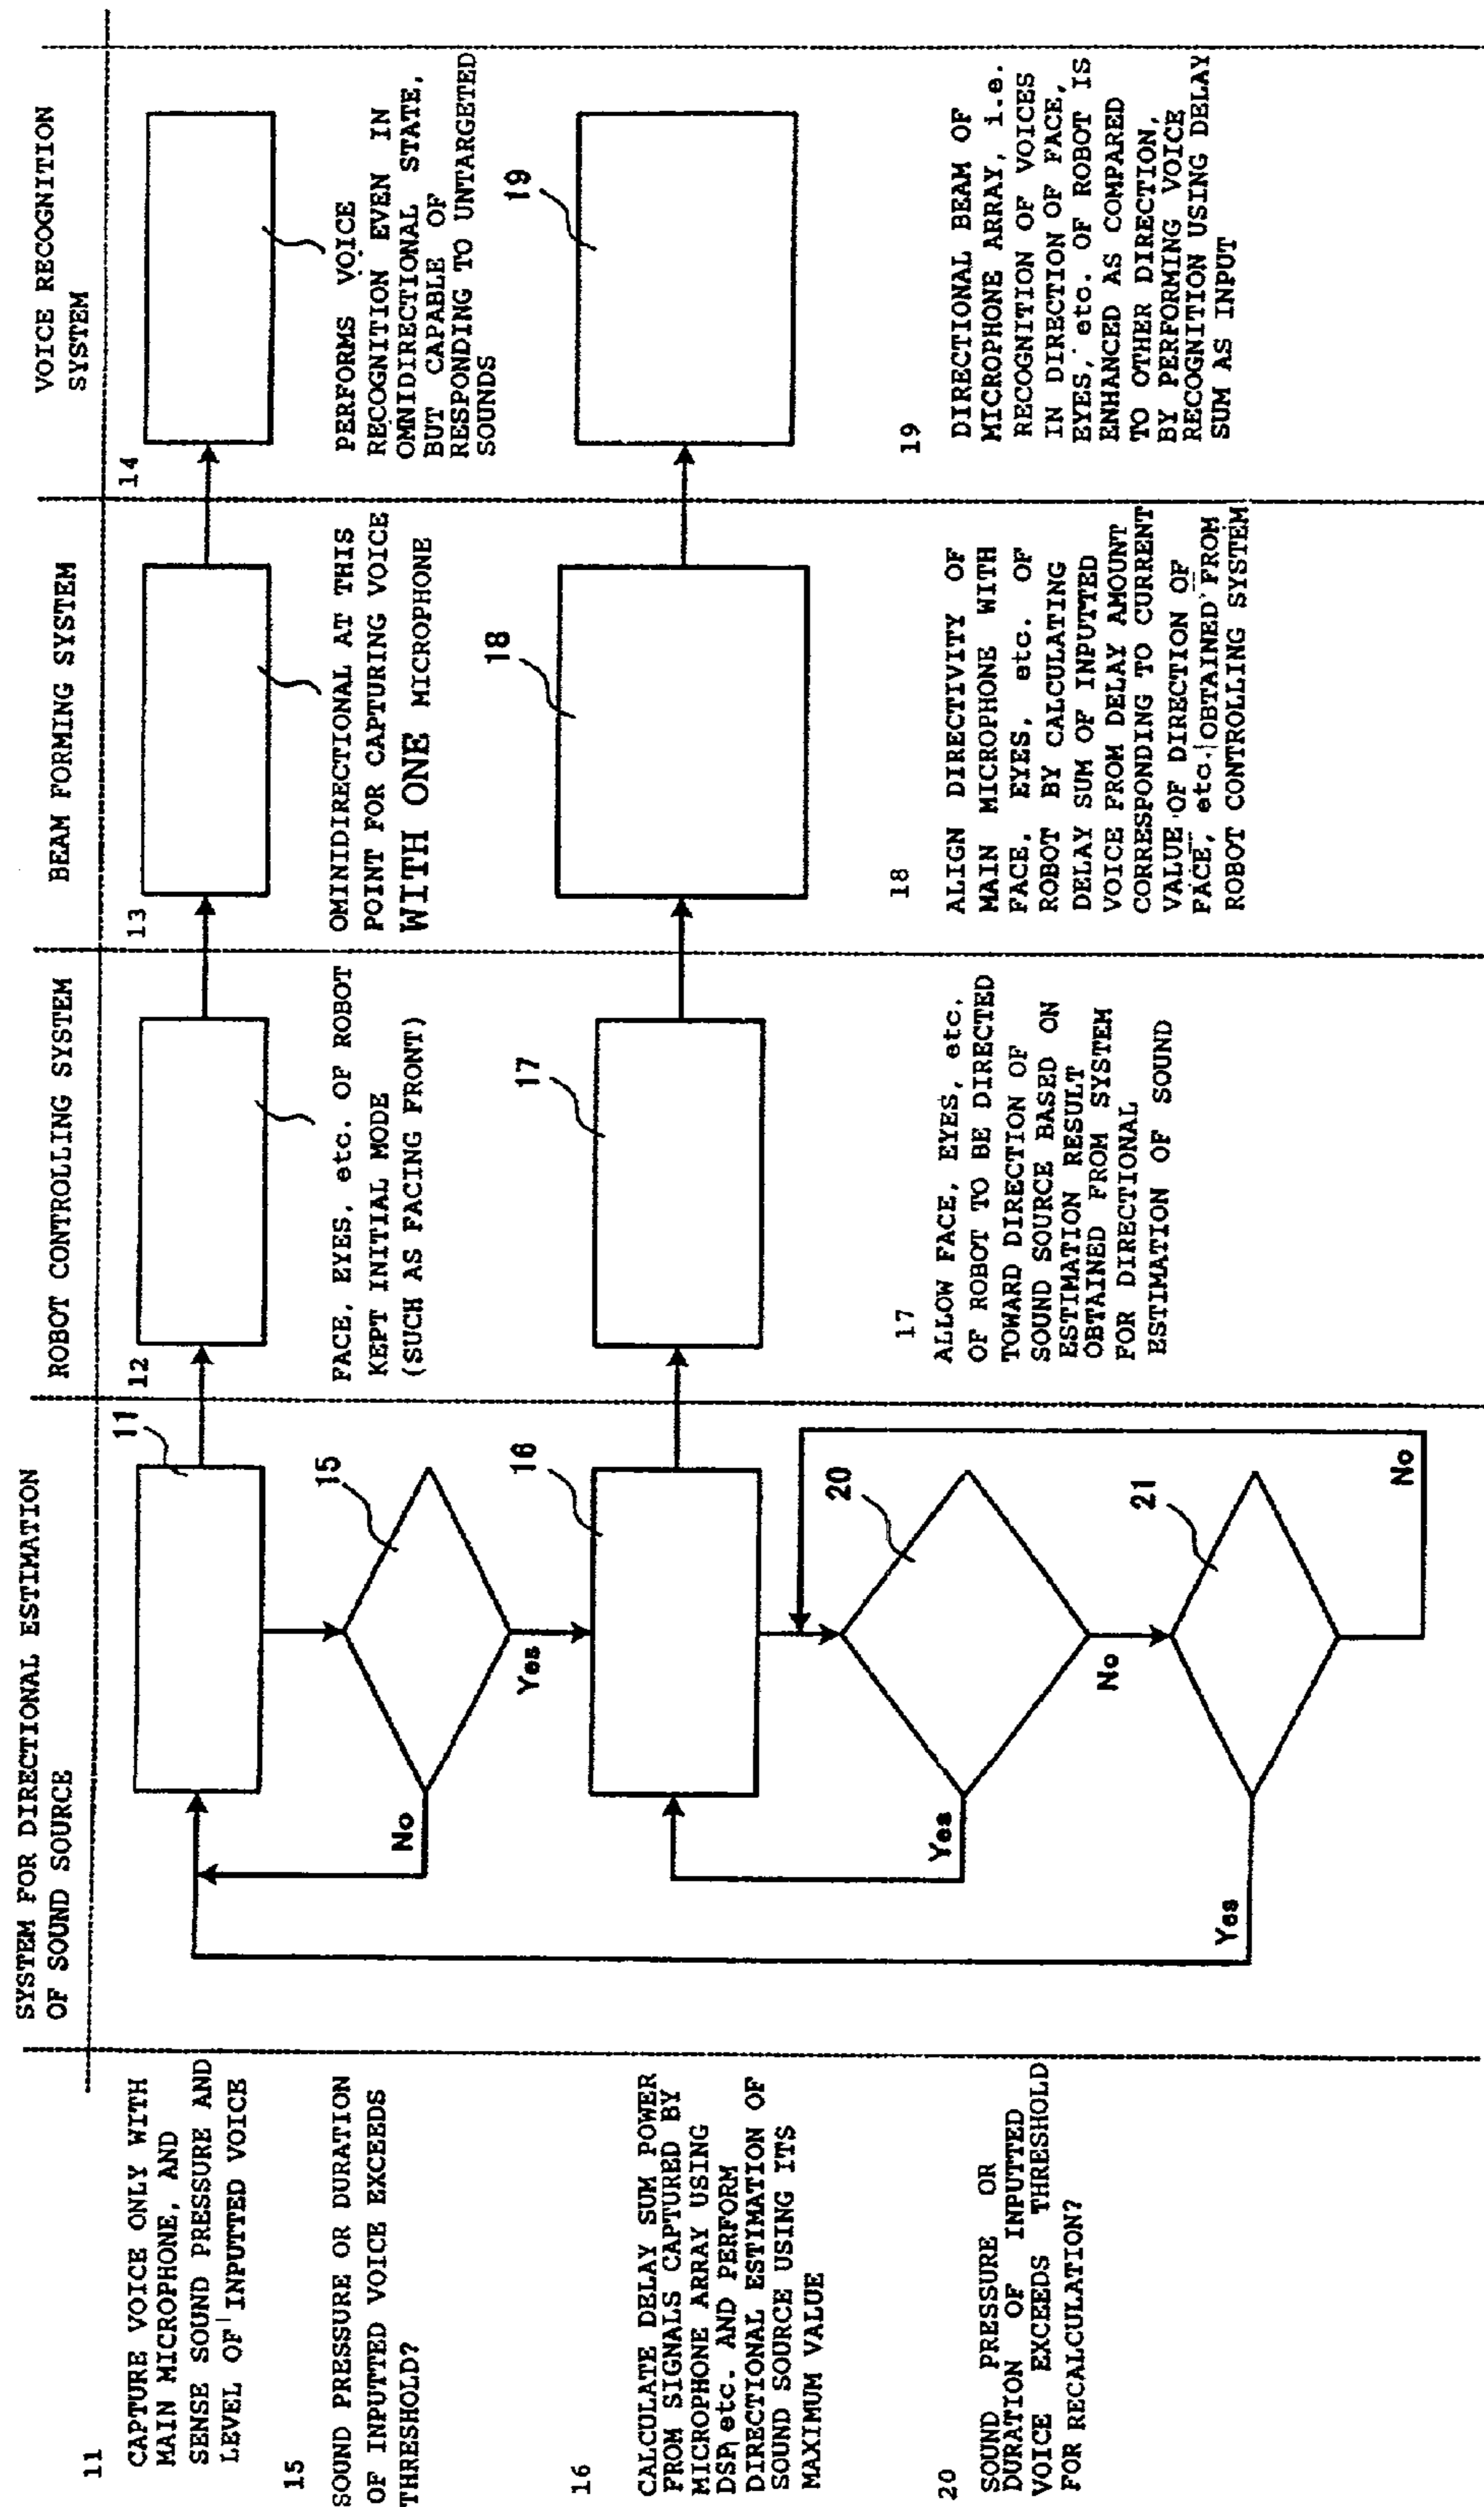 SYSTEM FOR DIRECTIONAL ESTIMATION
OF SOUND SOURCE
ROBOT CONTROLLING SYSTEM
BEAM FORMING SYSTEM
VOICE RECOGNITION
SYSTEM
11
CAPTURE VOICE ONLY WITH
MAIN MICROPHONE, AND
SENSE SOUND PRESSURE AND
LEVEL OF INPUTTED VOICE
15
SOUND PRESSURE OR DURATION
OF INPUTTED VOICE EXCEEDS
THRESHOLD?
16
CALCULATE DELAY SUM POWER
FROM SIGNALS CAPTURED BY
MICROPHONE ARRAY USING
DSP etc. AND PERFORM
DIRECTIONAL ESTIMATION OF
SOUND SOURCE USING ITS
MAXIMUM VALUE
20
SOUND PRESSURE OR
DURATION OF INPUTTED
VOICE EXCEEDS THRESHOLD
FOR RECALCULATION?
11
15
No
Yes
16
20
Yes
No
21
Yes
No
12
FACE, EYES, etc. OF ROBOT
KEPT INITIAL MODE
(SUCH AS FACING FRONT)
17
17
ALLOW FACE, EYES, etc.
OF ROBOT TO BE DIRECTED
TOWARD DIRECTION OF
SOUND SOURCE BASED ON
ESTIMATION RESULT
OBTAINED FROM SYSTEM
FOR DIRECTIONAL
ESTIMATION OF SOUND
13
OMINIDIRECTIONAL AT THIS
POINT FOR CAPTURING VOICE
WITH ONE MICROPHONE
18
18
ALIGN DIRECTIVITY OF
MAIN MICROPHONE WITH
FACE, EYES, etc. OF
ROBOT BY CALCULATING
DELAY SUM OF INPUTTED
VOICE FROM DELAY AMOUNT
CORRESPONDING TO CURRENT
VALUE OF DIRECTION OF
FACE, etc. OBTAINED FROM
ROBOT CONTROLLING SYSTEM
14
PERFORMS VOICE
RECOGNITION EVEN IN
OMNIDIRECTIONAL STATE,
BUT CAPABLE OF
RESPONDING TO UNTARGETED
SOUNDS
19
19
DIRECTIONAL BEAM OF
MICROPHONE ARRAY, i.e.
RECOGNITION OF VOICES
IN DIRECTION OF FACE,
EYES, etc. OF ROBOT IS
ENHANCED AS COMPARED
TO OTHER DIRECTION,
BY PERFORMING VOICE
RECOGNITION USING DELAY
SUM AS INPUT